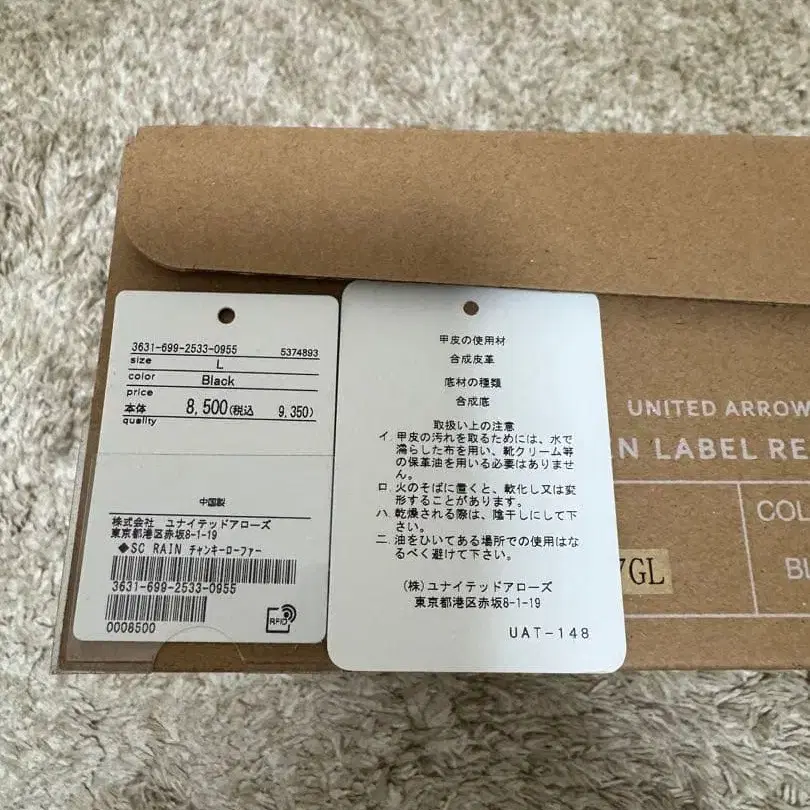 3631-699-2533-0955 5374893
size L
color Black
price
本体 8,500(税込 9,350)
quality
中国製
株式会社 ユナイテッドアローズ
東京都港区赤坂8-1-19
◆SC RAIN チャンキーローファー
3631-699-2533-0955
0008500
RFID
甲皮の使用材
合成皮革
底材の種類
合成底
取扱い上の注意
イ. 甲皮の汚れを取るためには、水で
濡らした布を用い、靴クリーム等
の保革油を用いる必要はありませ
ん。
ロ. 火のそばに置くと、軟化し又は変
形することがあります。
ハ. 乾燥される際は、陰干しにして下
さい。
ニ. 油をひいてある場所での使用はな
るべく避けて下さい。
(株)ユナイテッドアローズ
東京都港区赤坂8-1-19
UAT-148
UNITED ARROW
N LABEL RE
COL
7GL
BL